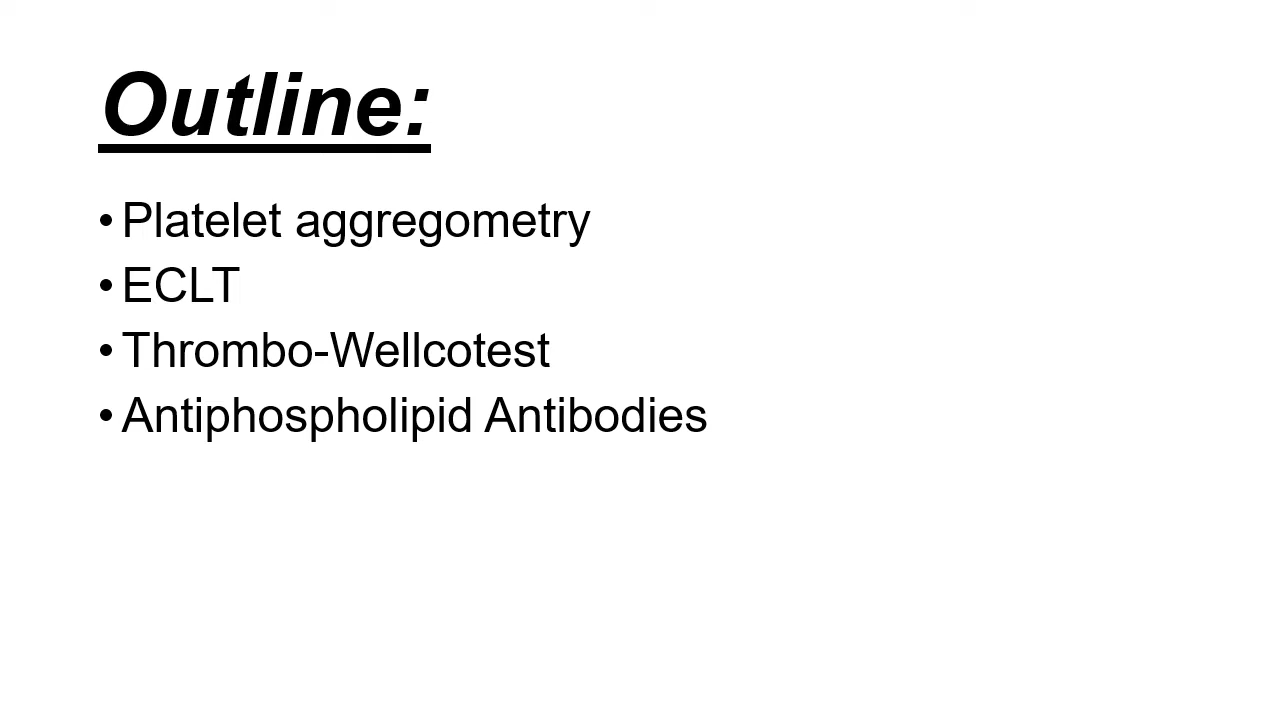 Outline:
• Platelet aggregometry
• ECLT
• Thrombo-Wellcotest
• Antiphospholipid Antibodies